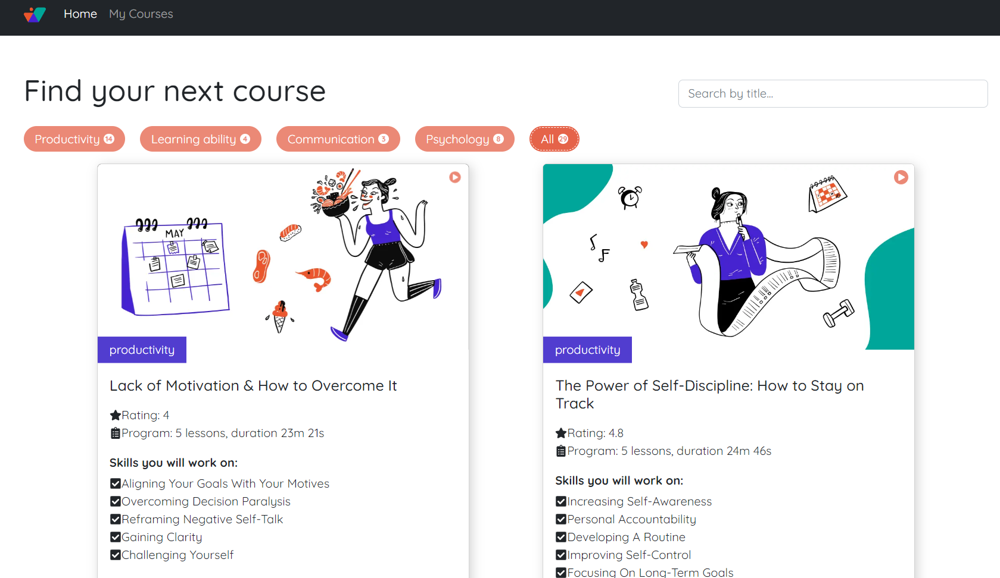 Home My Courses
Find your next course
Search by title...
Productivity 14 Learning ability 4 Communication 3 Psychology 8 All 29
MAY
productivity
Lack of Motivation & How to Overcome It
Rating: 4
Program: 5 lessons, duration 23m 21s
Skills you will work on:
Aligning Your Goals With Your Motives
Overcoming Decision Paralysis
Reframing Negative Self-Talk
Gaining Clarity
Challenging Yourself
productivity
The Power of Self-Discipline: How to Stay on
Track
Rating: 4.8
Program: 5 lessons, duration 24m 46s
Skills you will work on:
Increasing Self-Awareness
Personal Accountability
Developing A Routine
Improving Self-Control
Focusing On Long-Term Goals